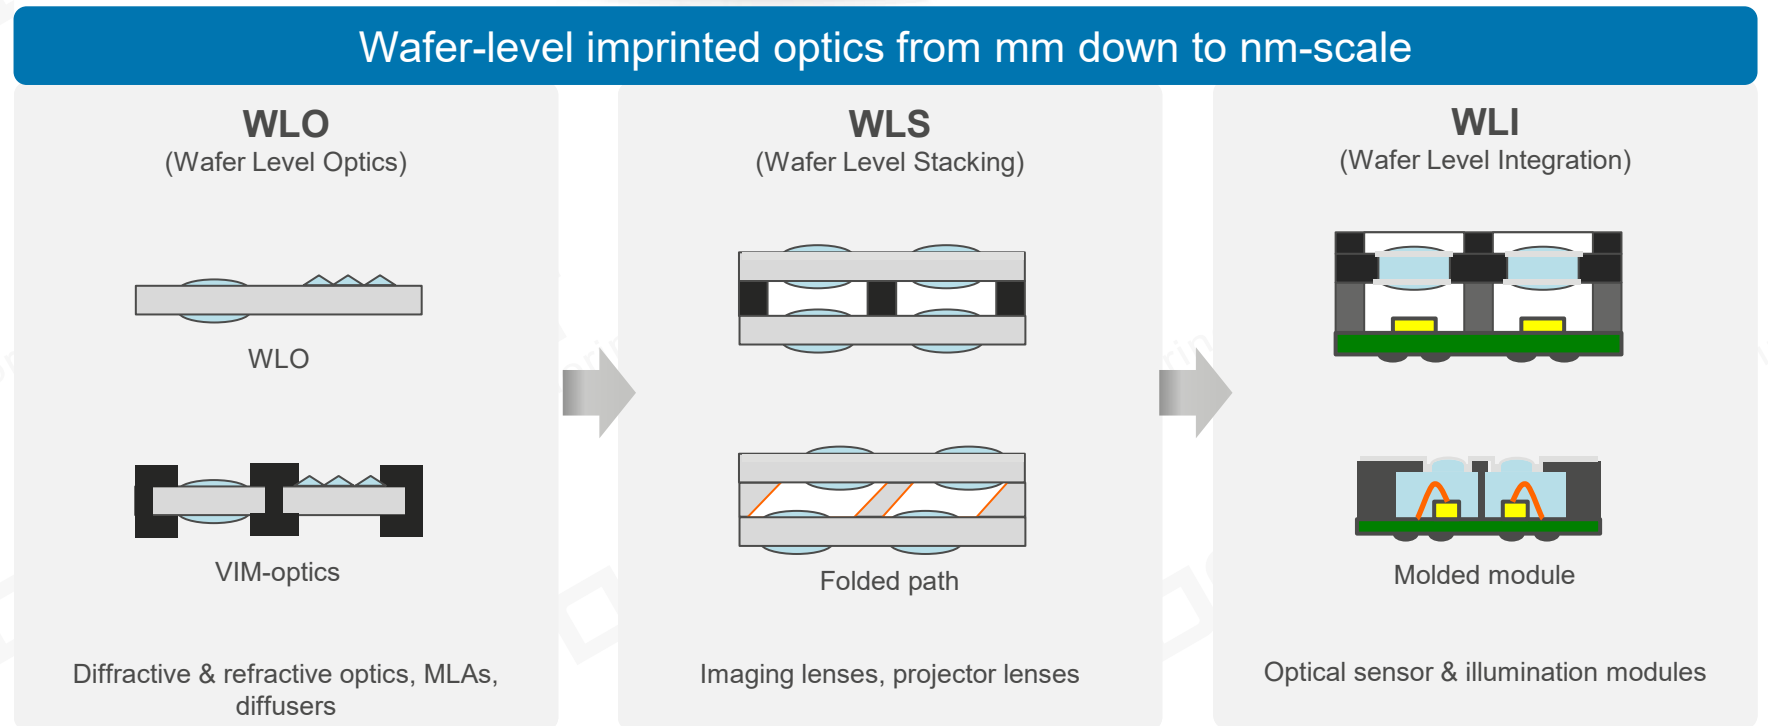 Wafer-level imprinted optics from mm down to nm-scale
WLO
(Wafer Level Optics)
WLO
VIM-optics
Diffractive & refractive optics, MLAs,
diffusers
WLS
(Wafer Level Stacking)
Folded path
Imaging lenses, projector lenses
WLI
(Wafer Level Integration)
Molded module
Optical sensor & illumination modules